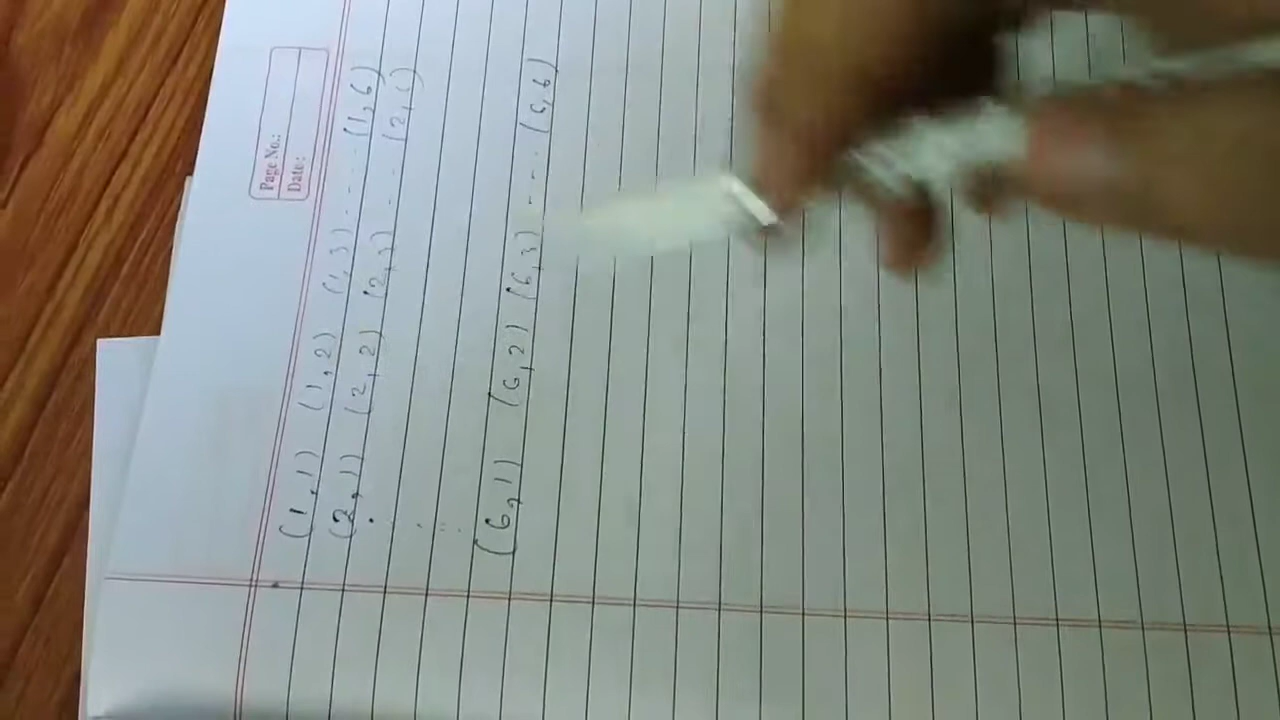 Page No.:
Date:
(1,1) (1,2) (1,3) - - - - (1,6)
(2,1) (2,2) (2,3) - - - (2,6)
(6,1) (6,2) (6,3) - - - - (6,6)